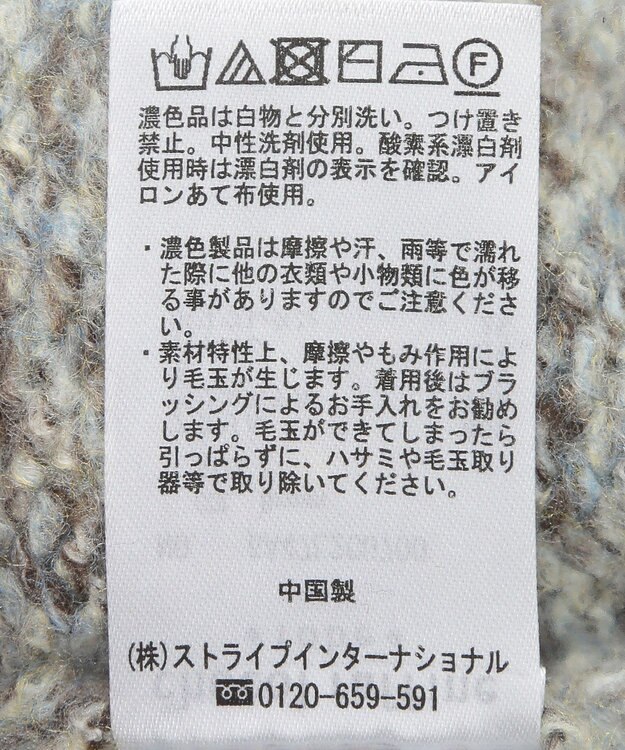 濃色品は白物と分別洗い。つけ置き
禁止。中性洗剤使用。酸素系漂白剤
使用時は漂白剤の表示を確認。アイ
ロンあて布使用。
・濃色製品は摩擦や汗、雨等で濡れ
た際に他の衣類や小物類に色が移
る事がありますのでご注意くださ
い。
・素材特性上、摩擦やもみ作用によ
り毛玉が生じます。着用後はブラ
ッシングによるお手入れをお勧め
します。毛玉ができてしまったら
引っぱらずに、ハサミや毛玉取り
器等で取り除いてください。
中国製
(株)ストライプインターナショナル
0120-659-591